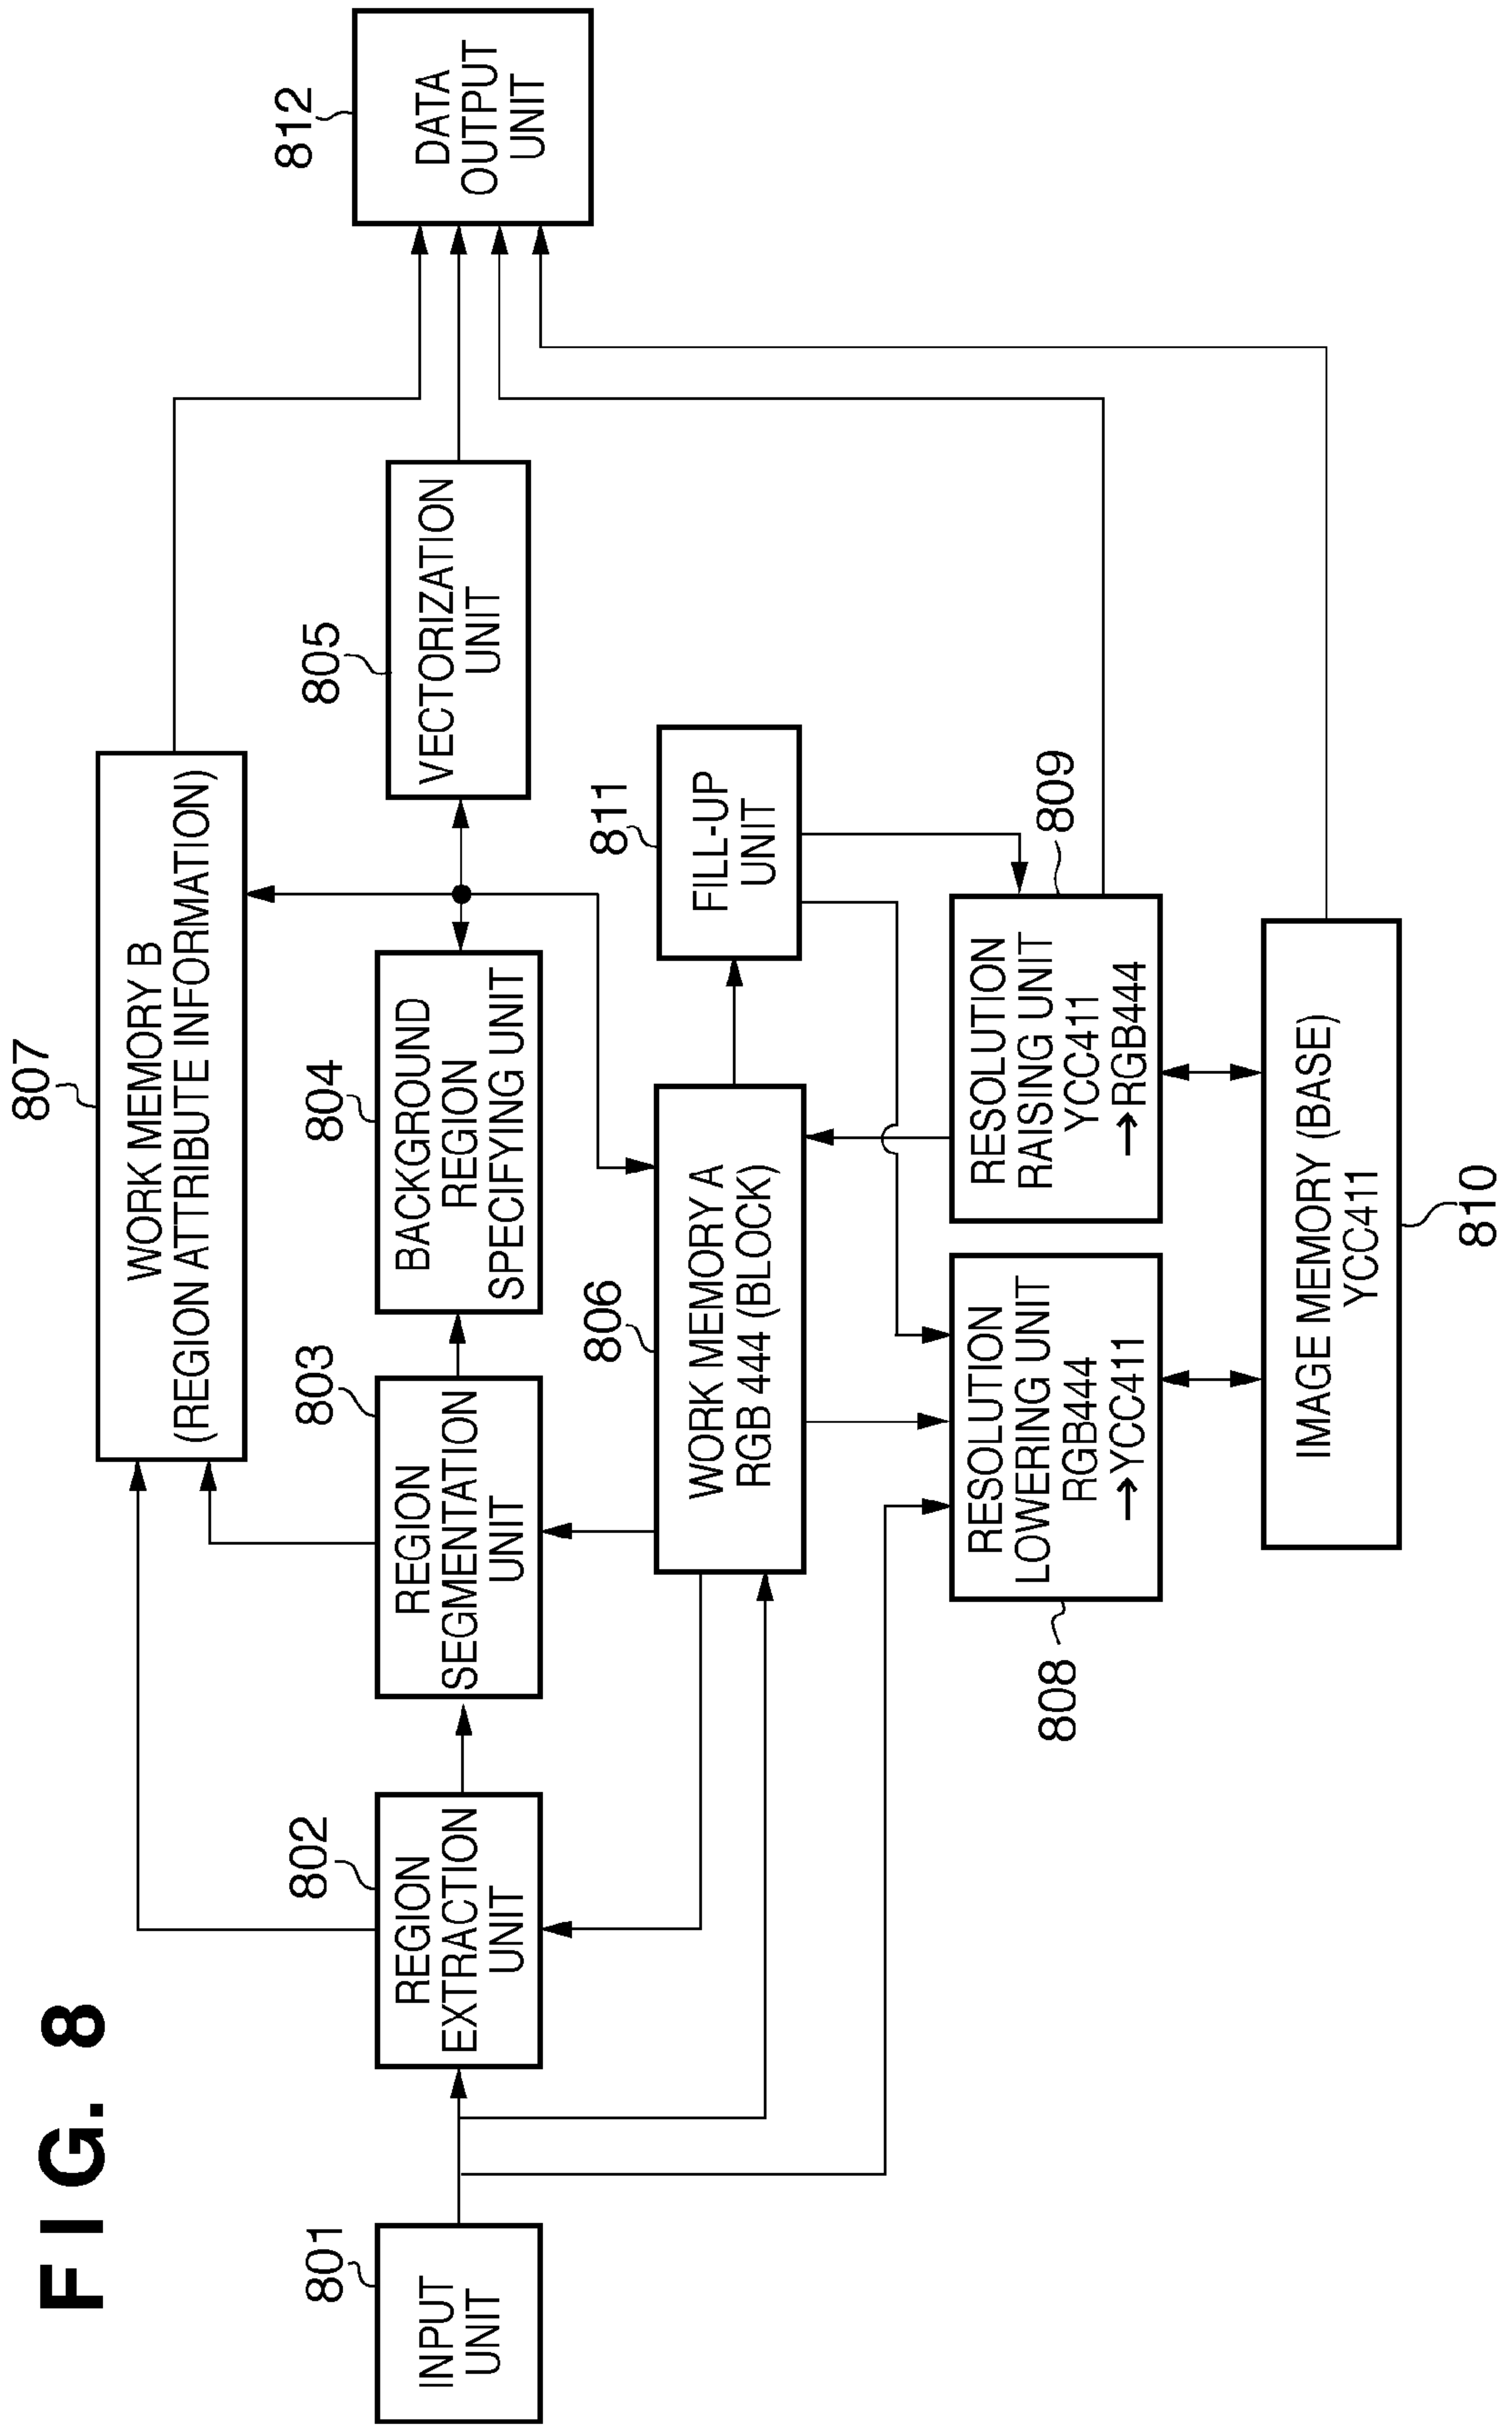 FIG. 8
801
INPUT
UNIT
802
REGION
EXTRACTION
UNIT
803
REGION
SEGMENTATION
UNIT
804
BACKGROUND
REGION
SPECIFYING UNIT
805
VECTORIZATION
UNIT
807
WORK MEMORY B
(REGION ATTRIBUTE INFORMATION)
812
DATA
OUTPUT
UNIT
806
WORK MEMORY A
RGB 444 (BLOCK)
811
FILL-UP
UNIT
808
RESOLUTION
LOWERING UNIT
RGB444
→YCC411
809
RESOLUTION
RAISING UNIT
YCC411
→RGB444
IMAGE MEMORY (BASE)
YCC411
810